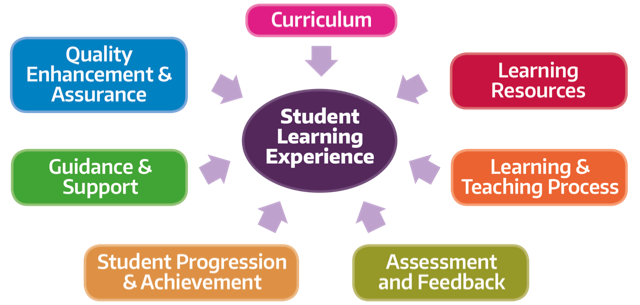 Curriculum
Quality
Enhancement &
Assurance
Learning
Resources
Student
Learning
Experience
Guidance &
Support
Learning &
Teaching Process
Student Progression
& Achievement
Assessment
and Feedback